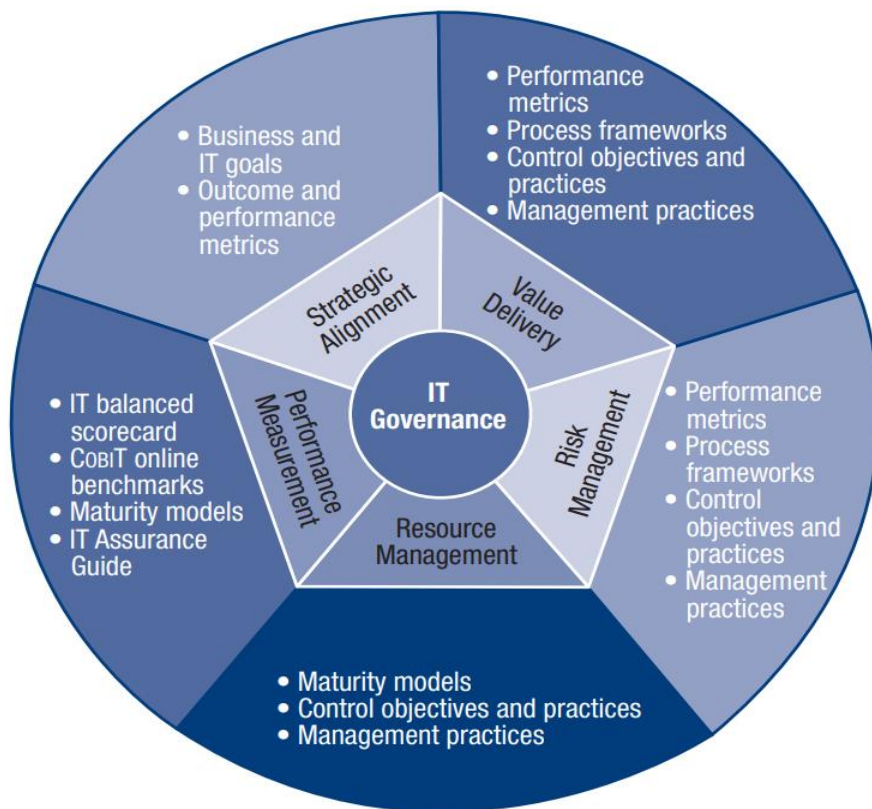 • Business and
IT goals
• Outcome and
performance
metrics
• Performance
metrics
• Process frameworks
• Control objectives and
practices
• Management practices
Strategic
Alignment
Value
Delivery
IT
Governance
Performance
Measurement
Risk
Management
Resource
Management
• IT balanced
scorecard
• COBIT online
benchmarks
• Maturity models
• IT Assurance
Guide
• Performance
metrics
• Process
frameworks
• Control
objectives and
practices
• Management
practices
• Maturity models
• Control objectives and practices
• Management practices